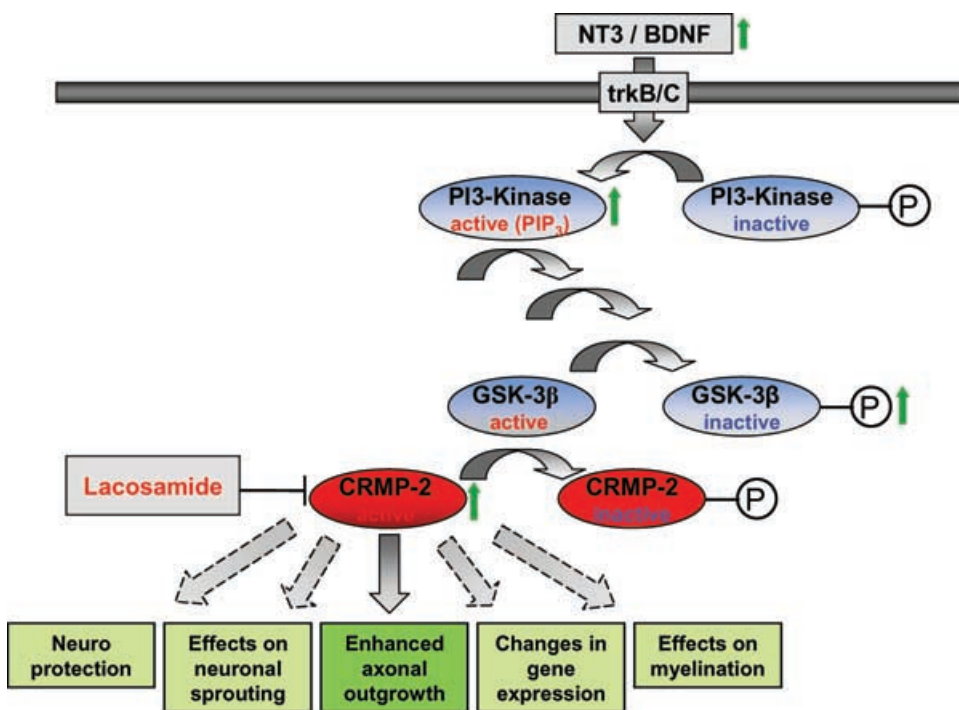 NT3 / BDNF
trkB/C
PI3-Kinase
active (PIP₃)
PI3-Kinase
inactive
P
GSK-3β
active
GSK-3β
inactive
P
Lacosamide
CRMP-2
active
CRMP-2
inactive
P
Neuro
protection
Effects on
neuronal
sprouting
Enhanced
axonal
outgrowth
Changes in
gene
expression
Effects on
myelination